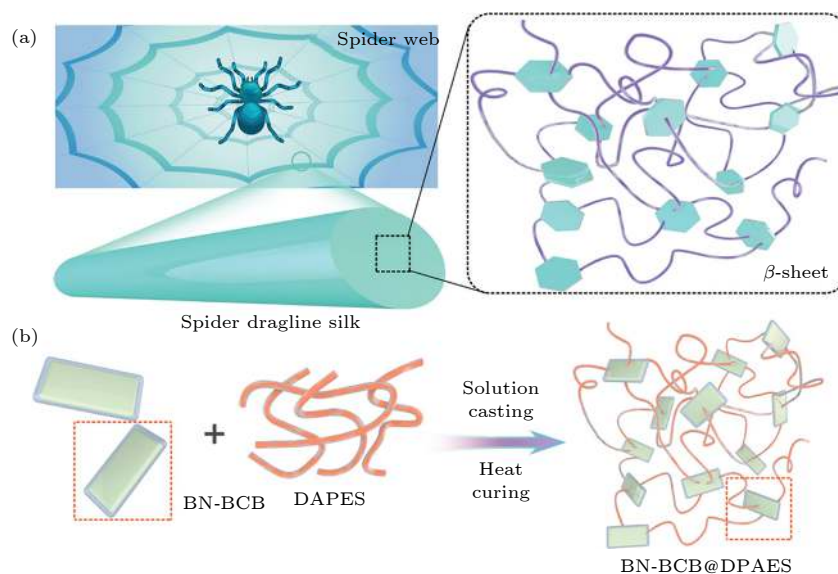 (a)
Spider web
β-sheet
Spider dragline silk
(b)
BN-BCB
+
DAPES
Solution
casting
Heat
curing
BN-BCB@DPAES